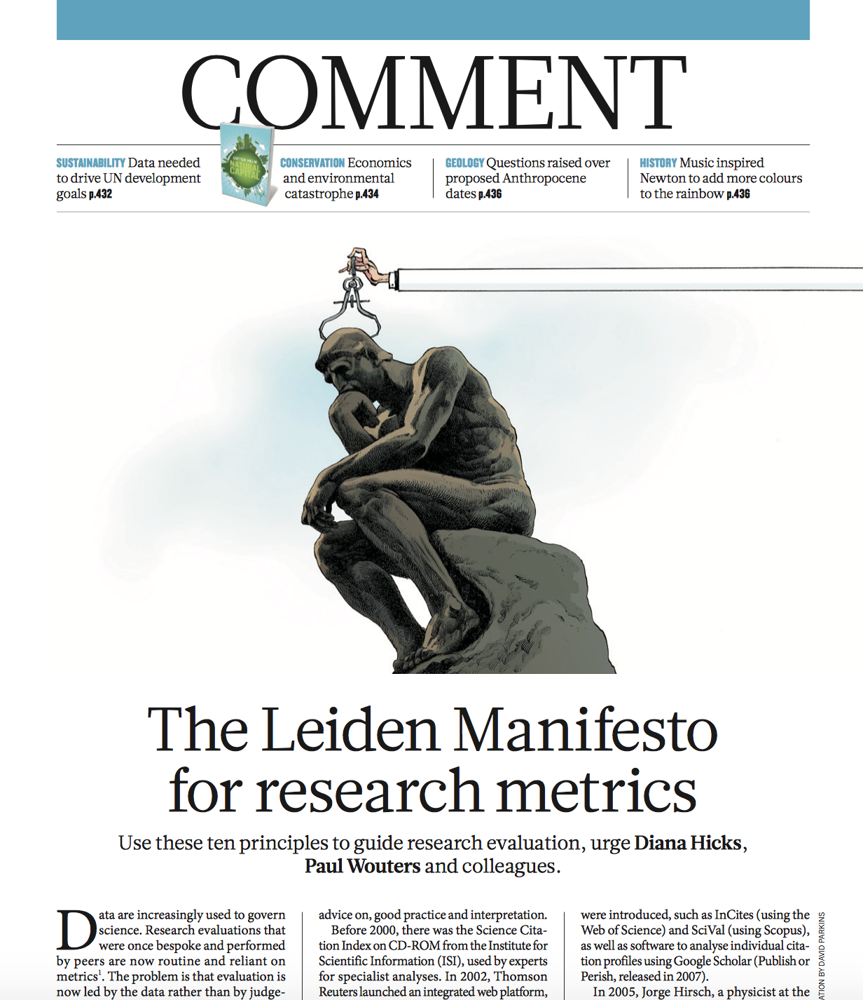 COMMENT
SUSTAINABILITY Data needed
to drive UN development
goals p.432
DIETER HELM
NATURAL
CAPITAL
CONSERVATION Economics
and environmental
catastrophe p.434
GEOLOGY Questions raised over
proposed Anthropocene
dates p.436
HISTORY Music inspired
Newton to add more colours
to the rainbow p.436
The Leiden Manifesto
for research metrics
Use these ten principles to guide research evaluation, urge Diana Hicks,
Paul Wouters and colleagues.
Data are increasingly used to govern
science. Research evaluations that
were once bespoke and performed
by peers are now routine and reliant on
metrics¹. The problem is that evaluation is
now led by the data rather than by judge-
advice on, good practice and interpretation.
Before 2000, there was the Science Cita-
tion Index on CD-ROM from the Institute for
Scientific Information (ISI), used by experts
for specialist analyses. In 2002, Thomson
Reuters launched an integrated web platform,
were introduced, such as InCites (using the
Web of Science) and SciVal (using Scopus),
as well as software to analyse individual cita-
tion profiles using Google Scholar (Publish or
Perish, released in 2007).
In 2005, Jorge Hirsch, a physicist at the
ATION BY DAVID PARKINS